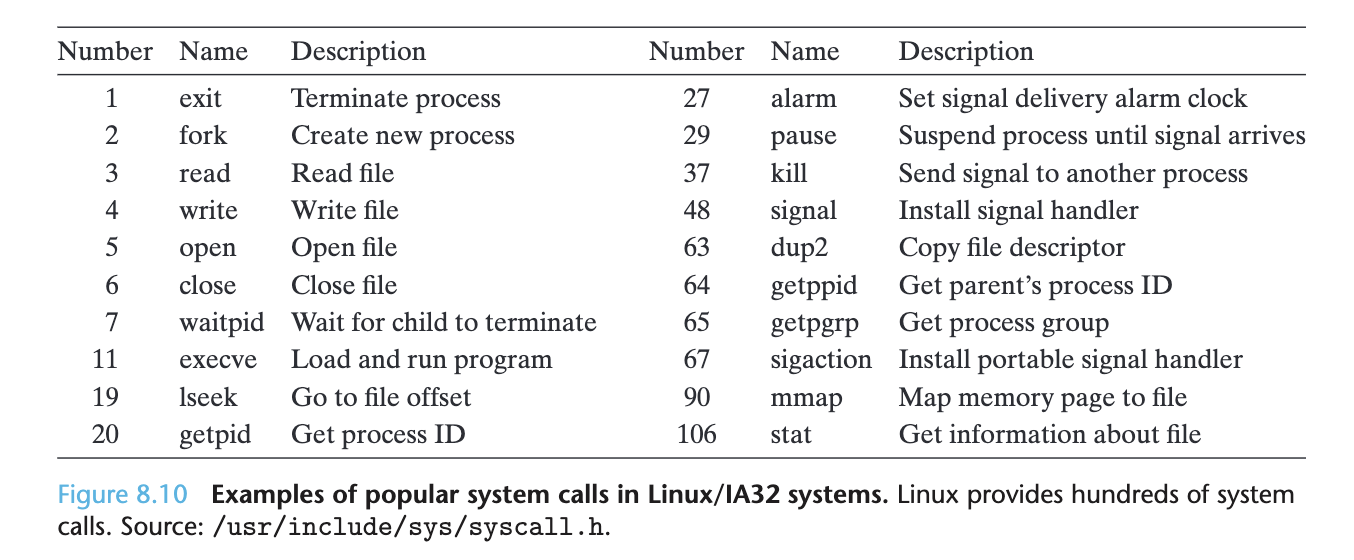 Number Name Description Number Name Description
1 exit Terminate process 27 alarm Set signal delivery alarm clock
2 fork Create new process 29 pause Suspend process until signal arrives
3 read Read file 37 kill Send signal to another process
4 write Write file 48 signal Install signal handler
5 open Open file 63 dup2 Copy file descriptor
6 close Close file 64 getppid Get parent’s process ID
7 waitpid Wait for child to terminate 65 getpgrp Get process group
11 execve Load and run program 67 sigaction Install portable signal handler
19 lseek Go to file offset 90 mmap Map memory page to file
20 getpid Get process ID 106 stat Get information about file
Figure 8.10 Examples of popular system calls in Linux/IA32 systems. Linux provides hundreds of system
calls. Source: /usr/include/sys/syscall.h.